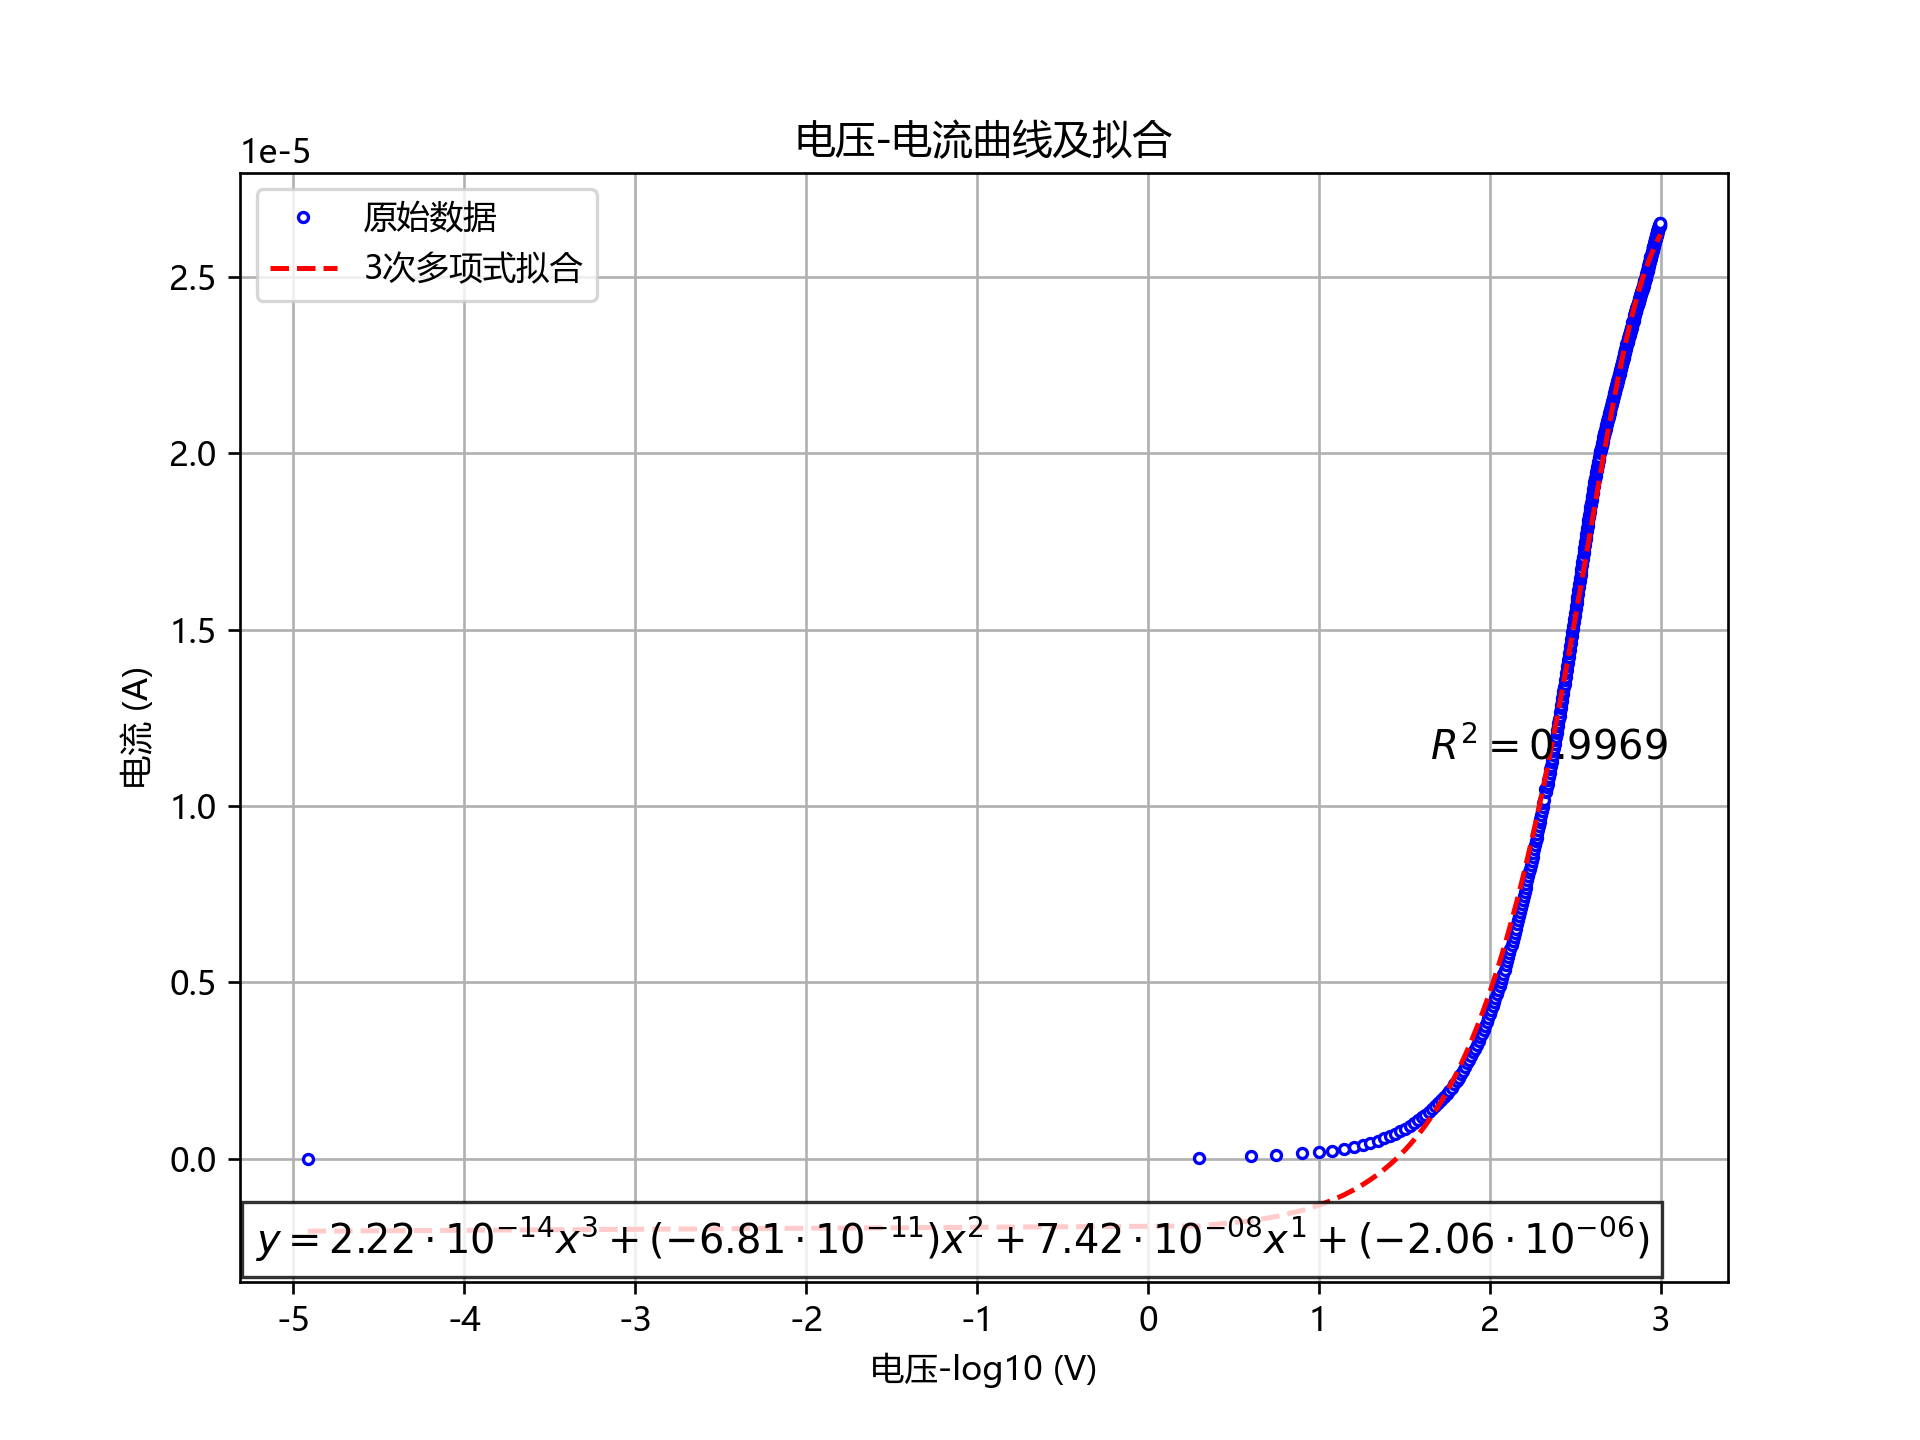 电压-电流曲线及拟合
1e-5
原始数据
3次多项式拟合
2.5
2.0
1.5
1.0
0.5
0.0
电流 (A)
R² = 0.9969
y = 2.22 · 10⁻¹⁴x³ + (−6.81 · 10⁻¹¹)x² + 7.42 · 10⁻⁰⁸x¹ + (−2.06 · 10⁻⁰⁶)
-5 -4 -3 -2 -1 0 1 2 3
电压-log10 (V)